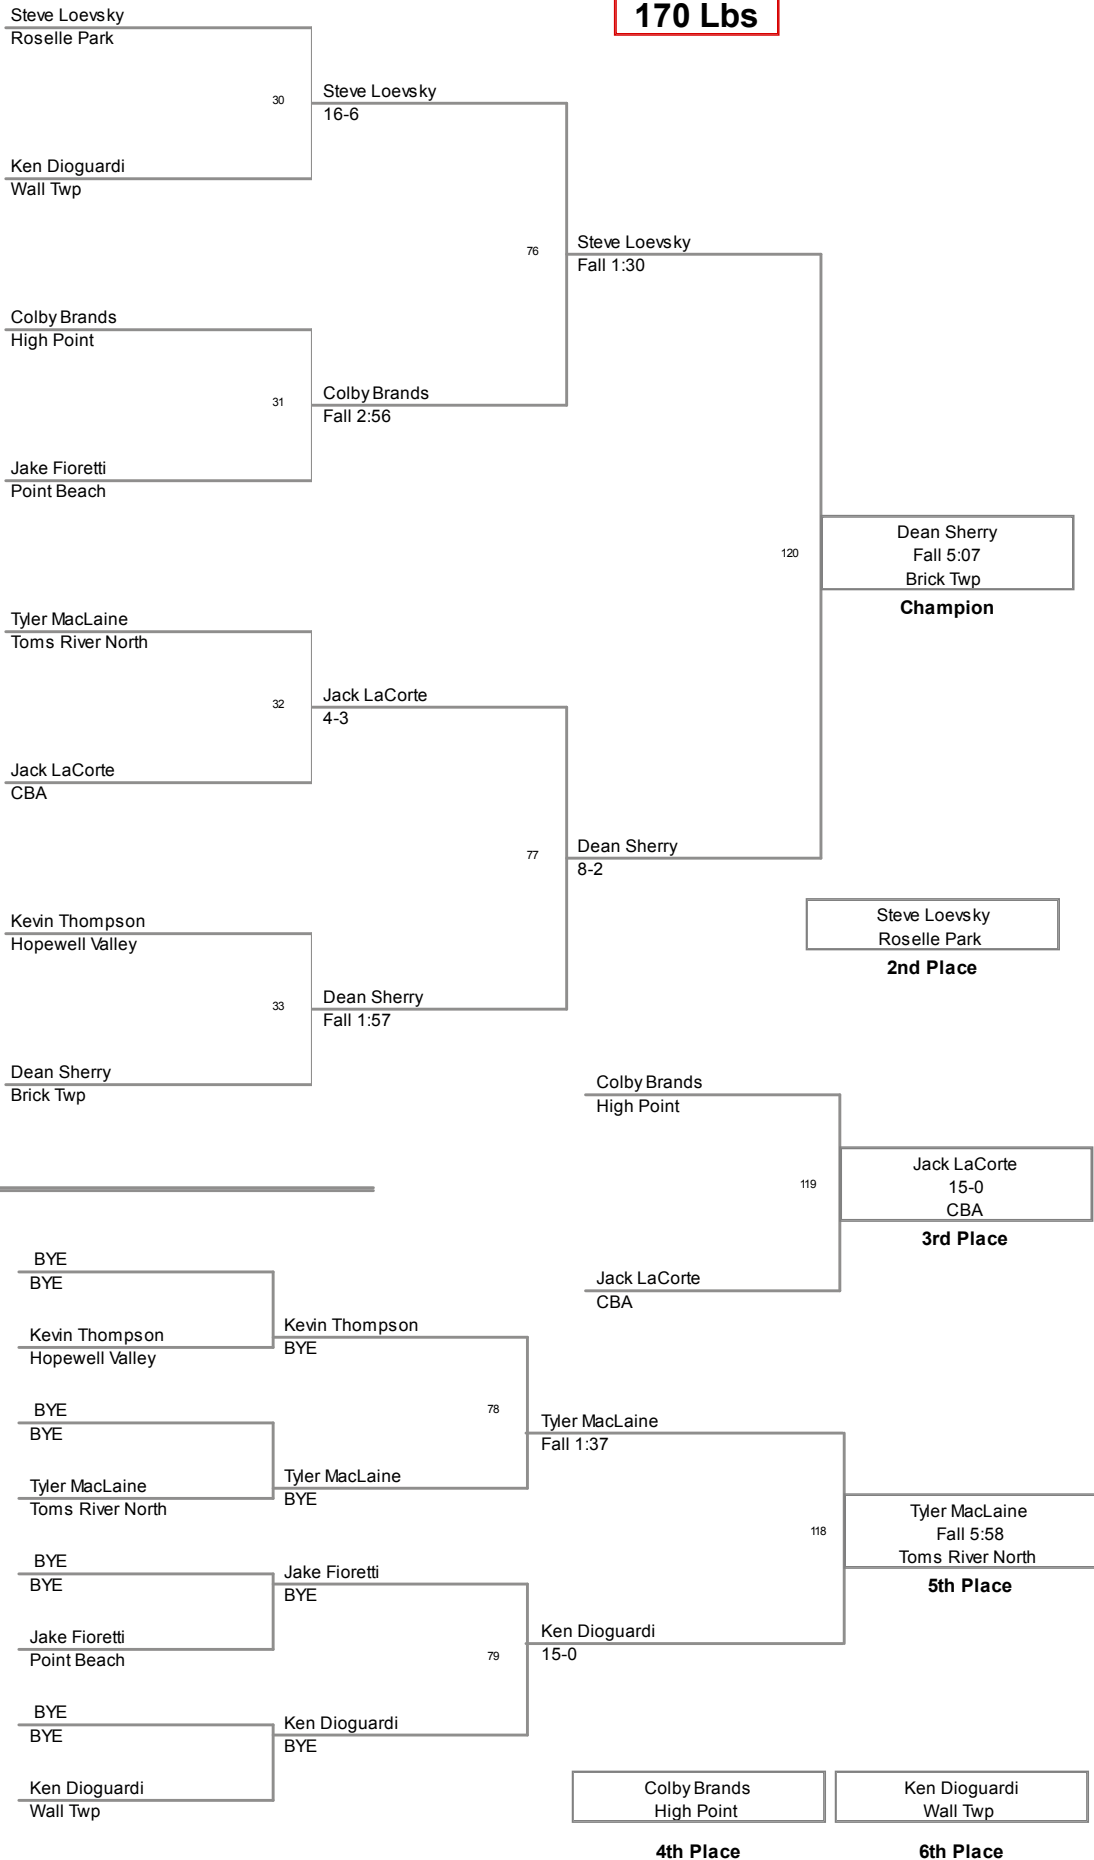 170 Lbs
Steve Loevsky
Roselle Park
30
Steve Loevsky
16-6
Ken Dioguardi
Wall Twp
76
Steve Loevsky
Fall 1:30
Colby Brands
High Point
31
Colby Brands
Fall 2:56
Jake Fioretti
Point Beach
120
Dean Sherry
Fall 5:07
Brick Twp
Champion
Tyler MacLaine
Toms River North
32
Jack LaCorte
4-3
Jack LaCorte
CBA
77
Dean Sherry
8-2
Kevin Thompson
Hopewell Valley
33
Dean Sherry
Fall 1:57
Dean Sherry
Brick Twp
Steve Loevsky
Roselle Park
2nd Place
Colby Brands
High Point
119
Jack LaCorte
15-0
CBA
3rd Place
Jack LaCorte
CBA
BYE
BYE
Kevin Thompson
Hopewell Valley
Kevin Thompson
BYE
78
BYE
BYE
Tyler MacLaine
Toms River North
Tyler MacLaine
BYE
Tyler MacLaine
Fall 1:37
118
Tyler MacLaine
Fall 5:58
Toms River North
5th Place
BYE
BYE
Jake Fioretti
Point Beach
Jake Fioretti
BYE
79
Ken Dioguardi
15-0
BYE
BYE
Ken Dioguardi
Wall Twp
Ken Dioguardi
BYE
Colby Brands
High Point
4th Place
Ken Dioguardi
Wall Twp
6th Place